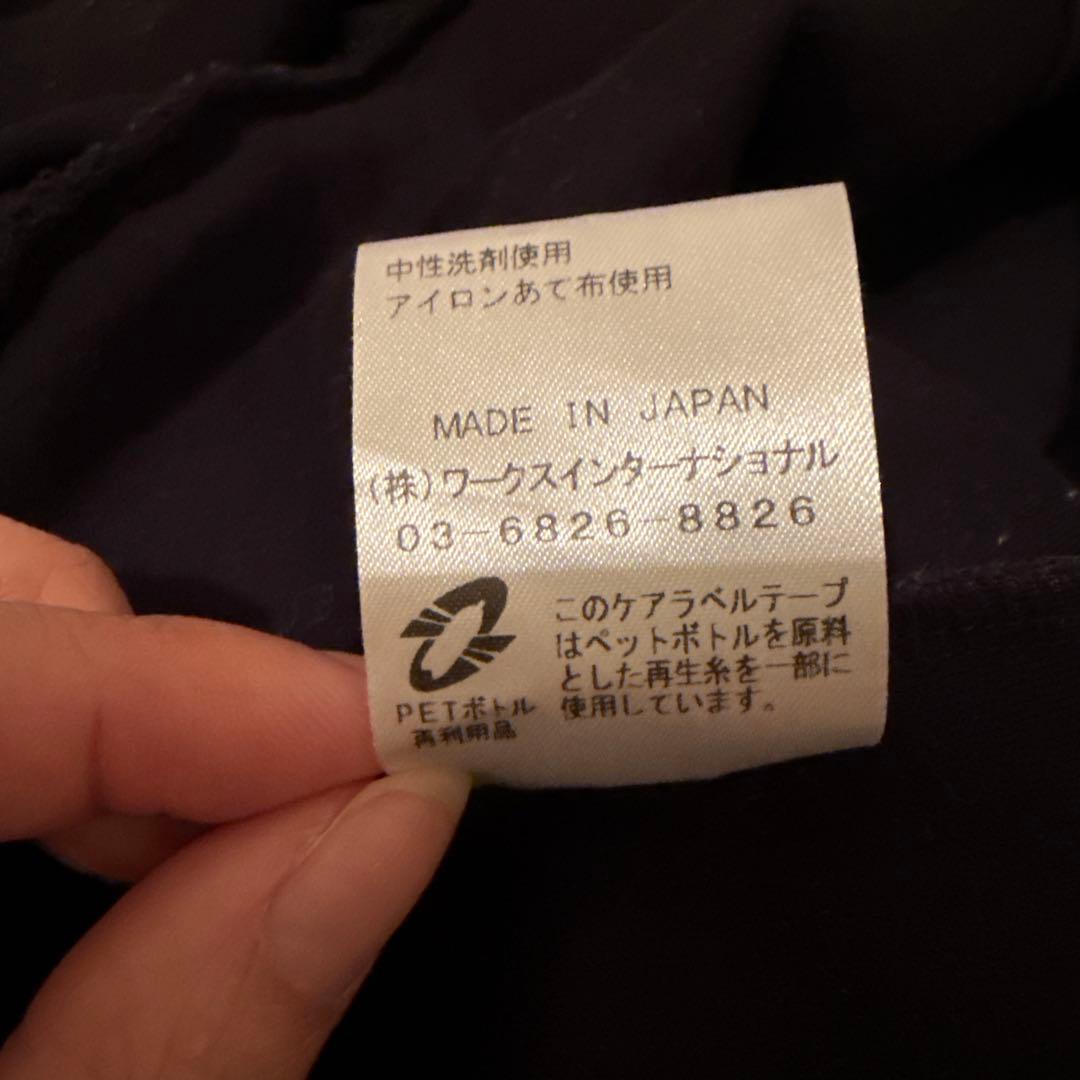 中性洗剤使用
アイロンあて布使用
MADE IN JAPAN
(株)ワークスインターナショナル
03-6826-8826
このケアラベルテープ
はペットボトルを原料
とした再生糸を一部に
使用しています。
PETボトル
再利用品